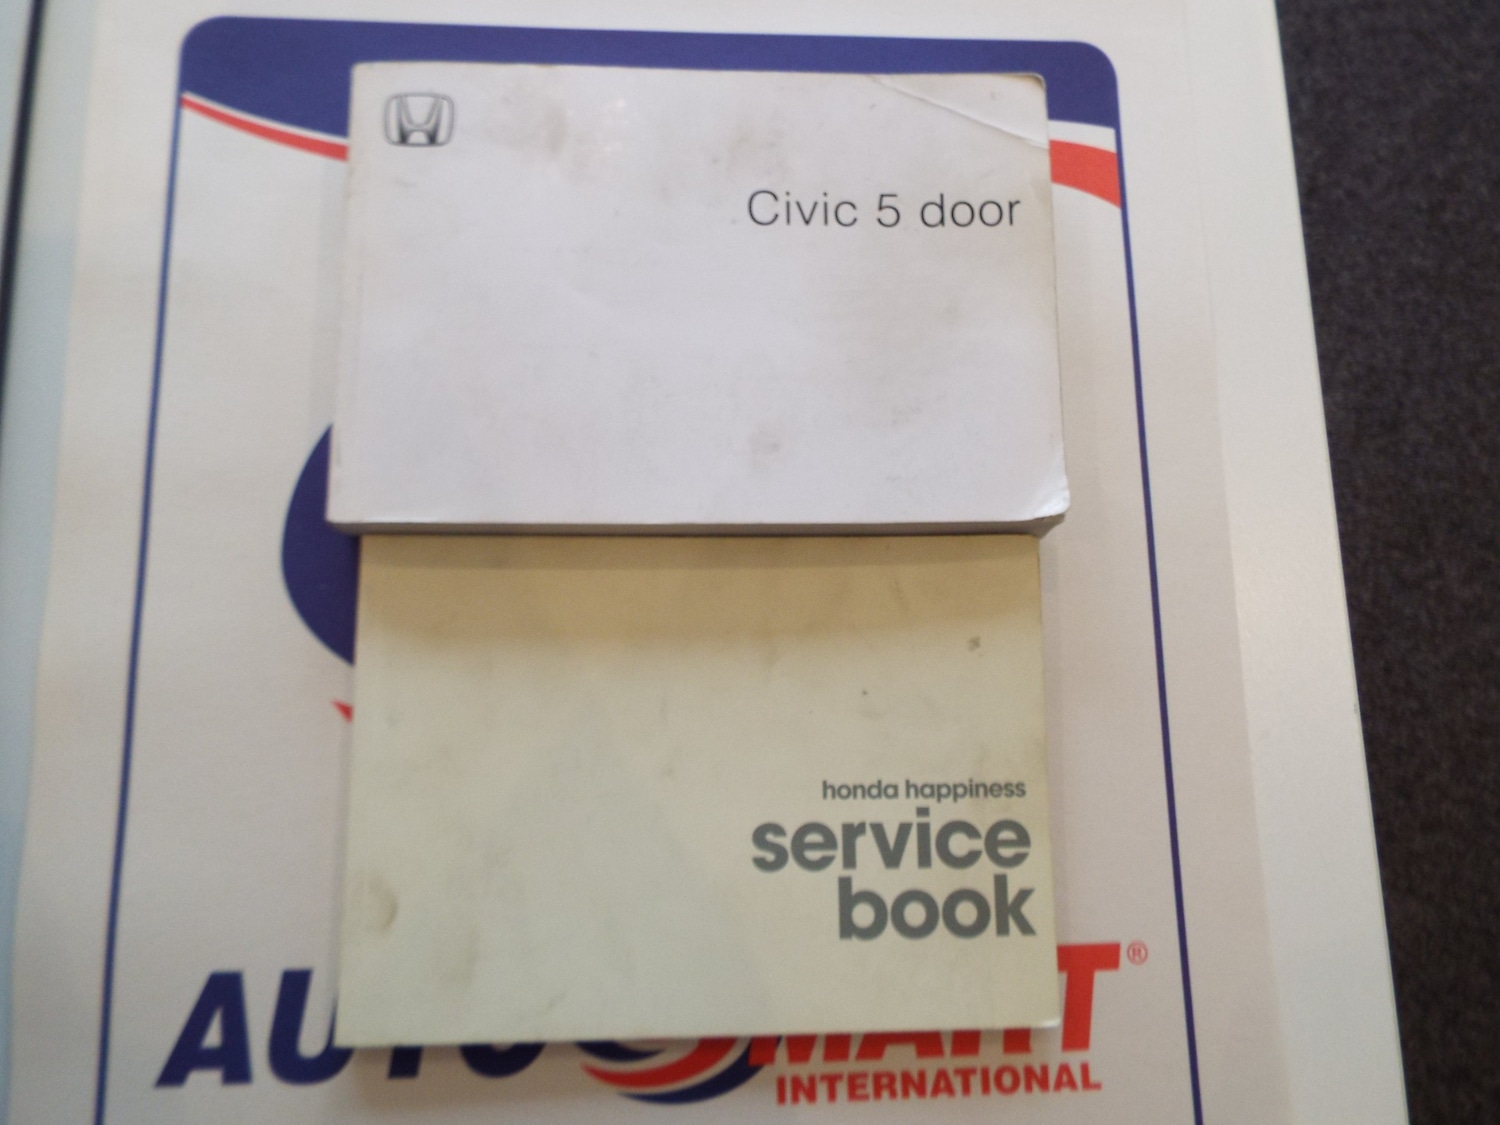 Civic 5 door
honda happiness
service
book
INTERNATIONAL